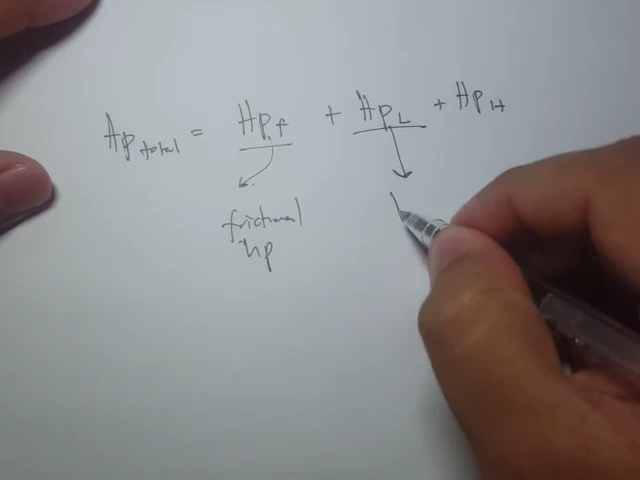 Hp total = Hp f + Hp L + Hp H
frictional
hp